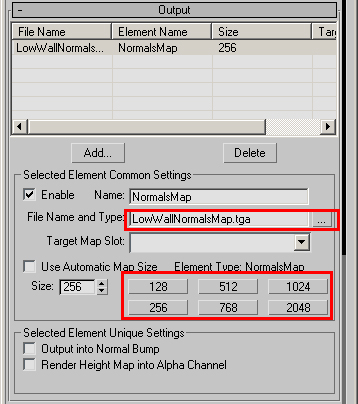 - Output
File Name Element Name Size Tar
LowWallNormals... NormalsMap 256
Add... Delete
Selected Element Common Settings
Enable Name: NormalsMap
File Name and Type: LowWallNormalsMap.tga ...
Target Map Slot:
Use Automatic Map Size Element Type: NormalsMap
Size: 256 128 512 1024
256 768 2048
Selected Element Unique Settings
Output into Normal Bump
Render Height Map into Alpha Channel